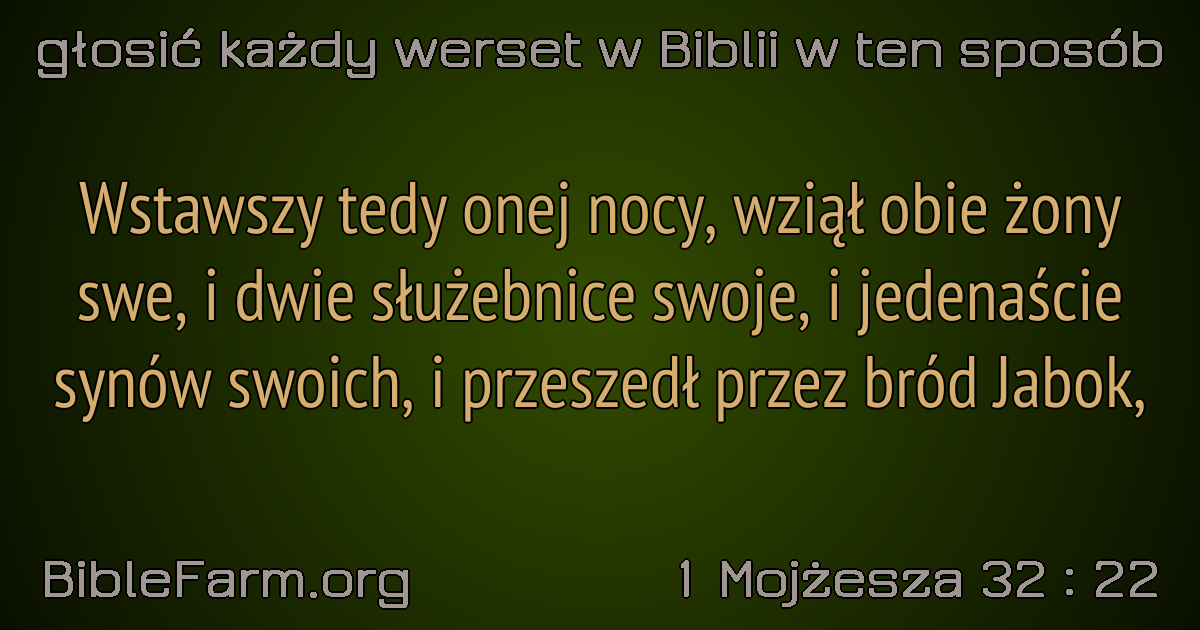 głosić każdy werset w Biblii w ten sposób
Wstawszy tedy onej nocy, wziął obie żony
swe, i dwie służebnice swoje, i jedenaście
synów swoich, i przeszedł przez bród Jabok,
BibleFarm.org
1 Mojżesza 32 : 22